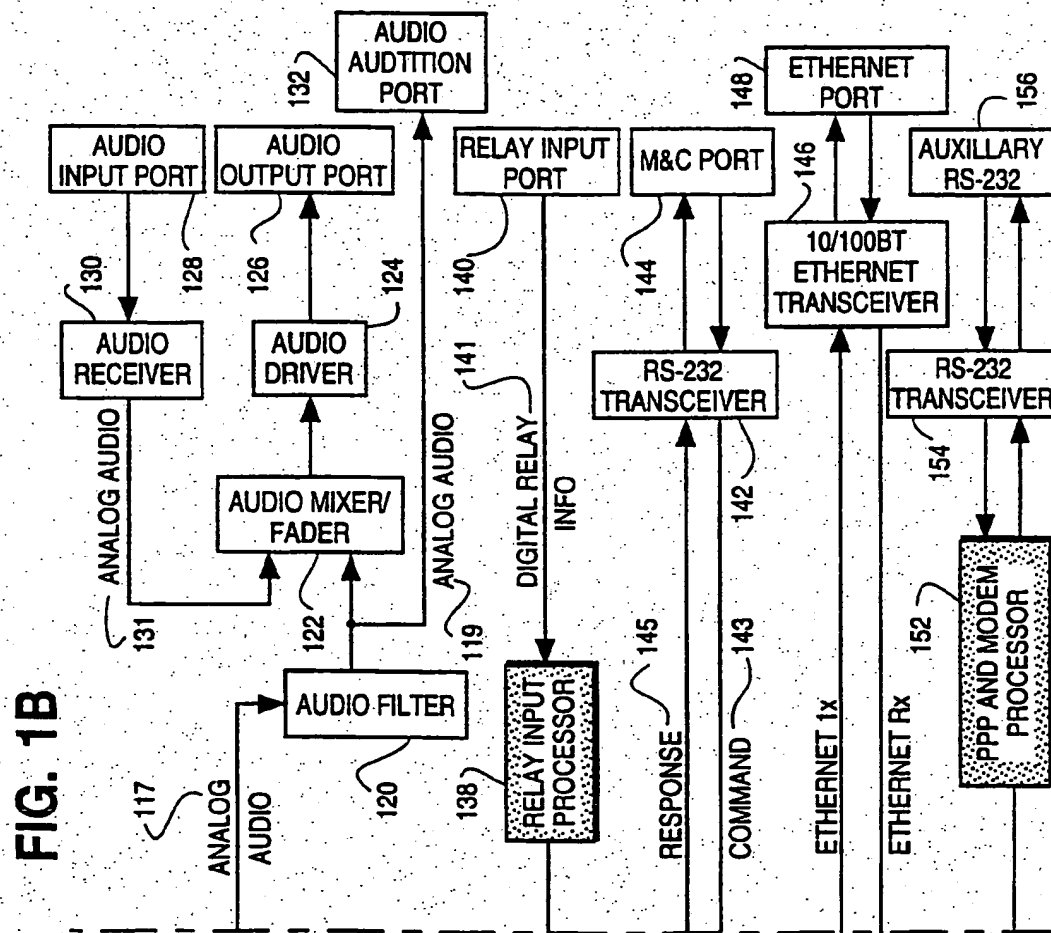 FIG. 1B
117
ANALOG
AUDIO
AUDIO FILTER
120
131
ANALOG AUDIO
AUDIO
RECEIVER
130
AUDIO
INPUT PORT
128
AUDIO MIXER/
FADER
122
AUDIO
DRIVER
124
AUDIO
OUTPUT PORT
126
119
ANALOG AUDIO
AUDIO
AUDTITION
PORT
132
RELAY INPUT
PROCESSOR
138
DIGITAL RELAY
INFO
141
RELAY INPUT
PORT
140
RESPONSE
145
COMMAND
143
RS-232
TRANSCEIVER
142
M&C PORT
144
ETHERNET 1x
ETHERNET Rx
10/100BT
ETHERNET
TRANSCEIVER
146
ETHERNET
PORT
148
PPP AND MODEM
PROCESSOR
152
RS-232
TRANSCEIVER
154
AUXILLARY
RS-232
156